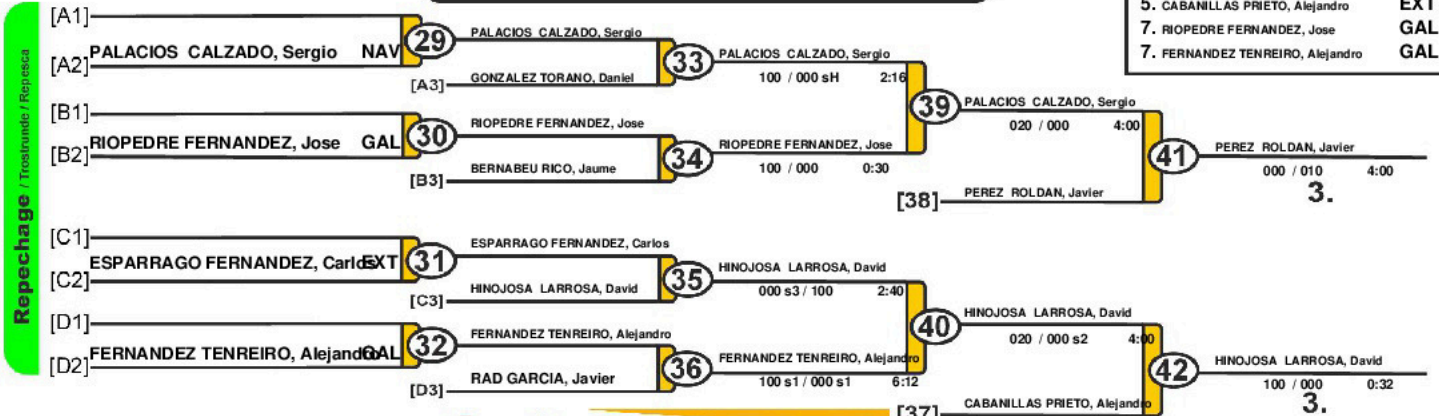 5. CABANILLAS PRIETO, Alejandro EXT
7. RIOPEDRE FERNANDEZ, Jose GAL
7. FERNANDEZ TENREIRO, Alejandro GAL
Repechage / Trostrunde / Repesca
[A1]
[A2] PALACIOS CALZADO, Sergio NAV
29
PALACIOS CALZADO, Sergio
[A3] GONZALEZ TORANO, Daniel
33
PALACIOS CALZADO, Sergio
100 / 000 sH 2:16
[B1]
[B2] RIOPEDRE FERNANDEZ, Jose GAL
30
RIOPEDRE FERNANDEZ, Jose
[B3] BERNABEU RICO, Jaume
34
RIOPEDRE FERNANDEZ, Jose
100 / 000 0:30
39
PALACIOS CALZADO, Sergio
020 / 000 4:00
[38] PEREZ ROLDAN, Javier
41
PEREZ ROLDAN, Javier
000 / 010 4:00
3.
[C1]
[C2] ESPARRAGO FERNANDEZ, Carlos EXT
31
ESPARRAGO FERNANDEZ, Carlos
[C3] HINOJOSA LARROSA, David
35
HINOJOSA LARROSA, David
000 s3 / 100 2:40
[D1]
[D2] FERNANDEZ TENREIRO, Alejandro GAL
32
FERNANDEZ TENREIRO, Alejandro
[D3] RAD GARCIA, Javier
36
FERNANDEZ TENREIRO, Alejandro
100 s1 / 000 s1 6:12
40
HINOJOSA LARROSA, David
020 / 000 s2 4:00
[37] CABANILLAS PRIETO, Alejandro
42
HINOJOSA LARROSA, David
100 / 000 0:32
3.